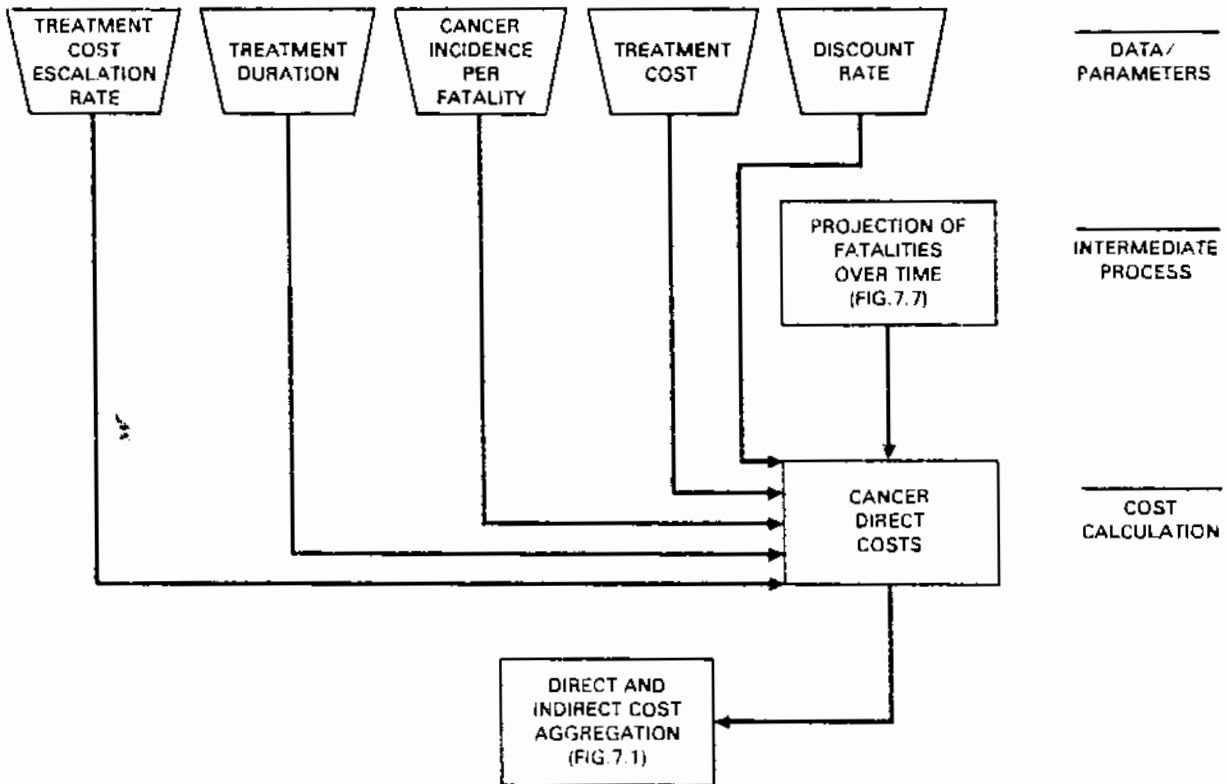 TREATMENT
COST
ESCALATION
RATE
TREATMENT
DURATION
CANCER
INCIDENCE
PER
FATALITY
TREATMENT
COST
DISCOUNT
RATE
DATA/
PARAMETERS
PROJECTION OF
FATALITIES
OVER TIME
(FIG.7.7)
INTERMEDIATE
PROCESS
CANCER
DIRECT
COSTS
COST
CALCULATION
DIRECT AND
INDIRECT COST
AGGREGATION
(FIG.7.1)